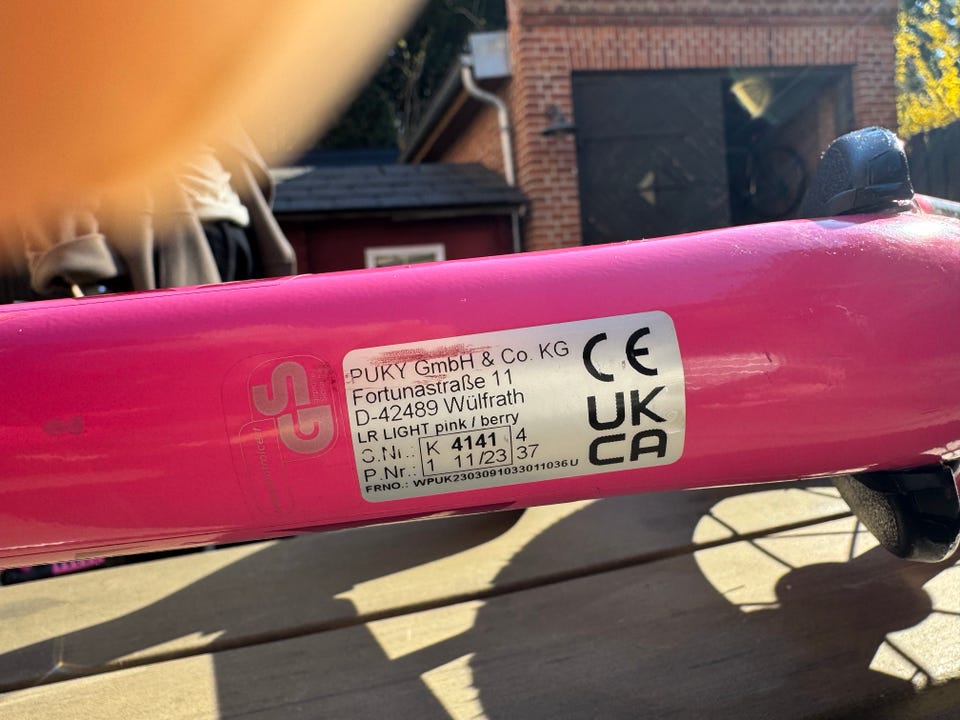 PUKY GmbH & Co. KG
Fortunastraße 11
D-42489 Wülfrath
LR LIGHT pink / berry
S.Nr.: K 4141 4
P.Nr.: 1 11/23 37
FRNO.: WPUK2303091033011036U
CE
UK
CA